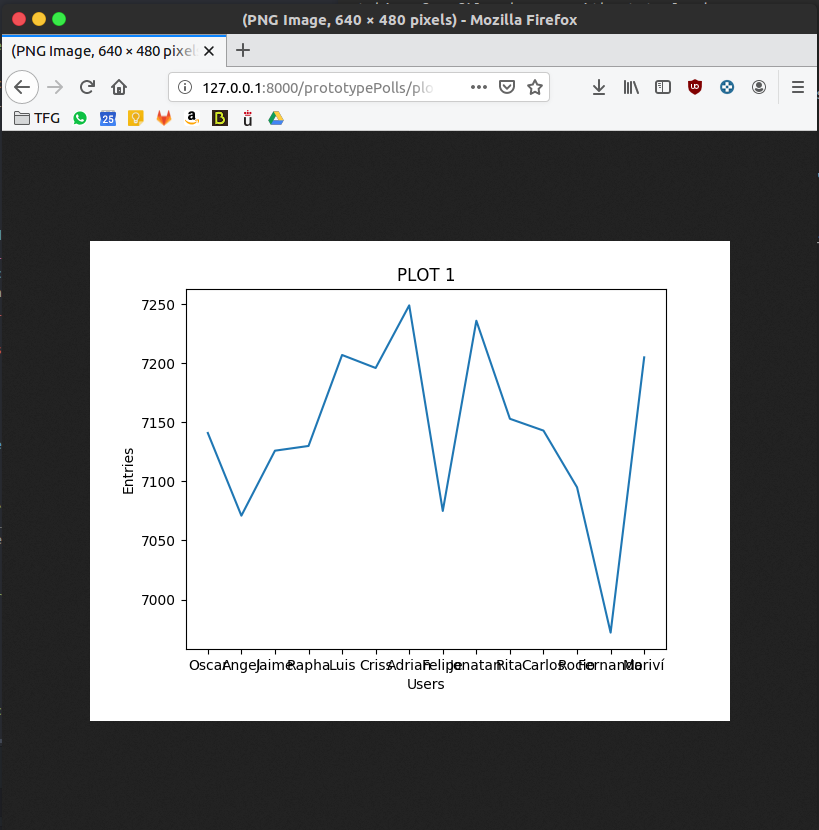 (PNG Image, 640 × 480 pixels) - Mozilla Firefox
(PNG Image, 640 × 480 pixel
127.0.0.1:8000/prototypePolls/plo
TFG
PLOT 1
7250
7200
7150
7100
7050
7000
Entries
Oscar Angel Jaime Rapha Luis Criss Adrian Felipe Jonatan Rita Carlos Rocio Fernando Mariví
Users